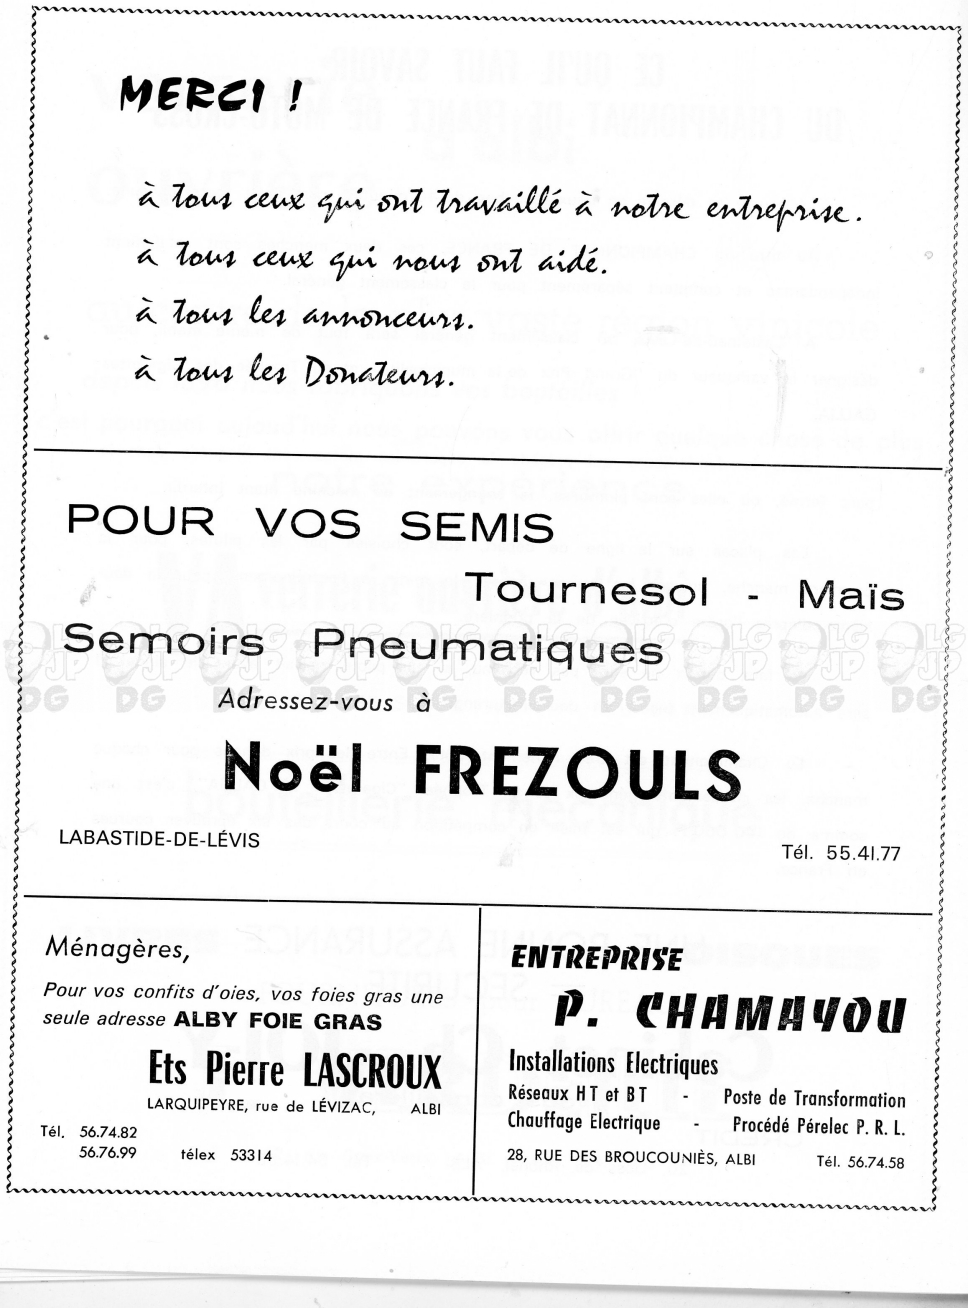 MERCI !
à tous ceux qui ont travaillé à notre entreprise.
à tous ceux qui nous ont aidé.
à tous les annonceurs.
à tous les Donateurs.
POUR VOS SEMIS
Tournesol - Maïs
Semoirs Pneumatiques
Adressez-vous à
Noël FREZOULS
LABASTIDE-DE-LÉVIS
Tél. 55.41.77
Ménagères,
Pour vos confits d'oies, vos foies gras une
seule adresse ALBY FOIE GRAS
Ets Pierre LASCROUX
LARQUIPEYRE, rue de LÉVIZAC, ALBI
Tél. 56.74.82
56.76.99 télex 53314
ENTREPRISE
P. CHAMAYOU
Installations Electriques
Réseaux HT et BT - Poste de Transformation
Chauffage Electrique - Procédé Pérelec P. R. L.
28, RUE DES BROUCOUNIÈS, ALBI Tél. 56.74.58